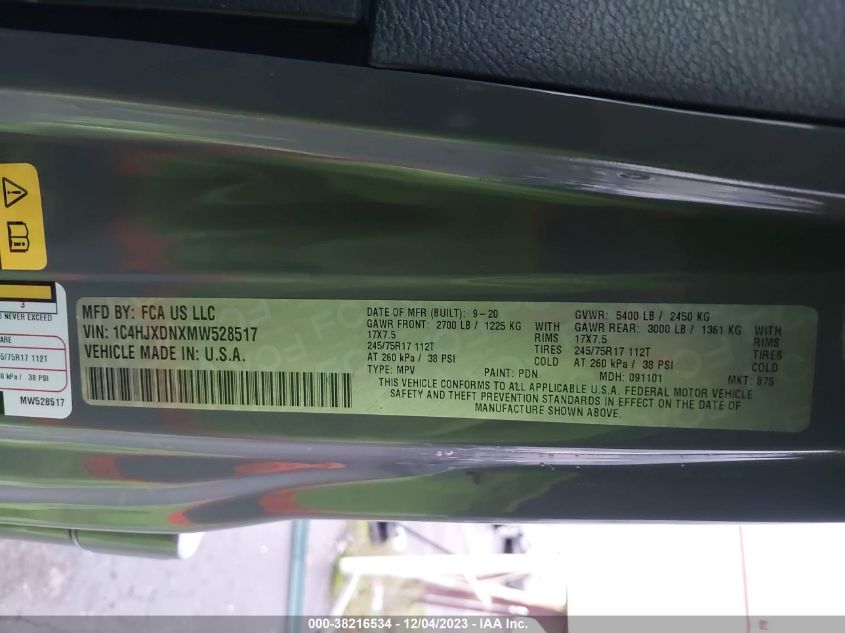 3
O NEVER EXCEED
HARJ
5/75R17 112T
0 kPa / 38 PSI
MW528517
MFD BY: FCA US LLC
VIN: 1C4HJXDNXMW528517
VEHICLE MADE IN: U.S.A.
DATE OF MFR (BUILT): 9-20
GAWR FRONT: 2700 LB / 1225 KG WITH
17X7.5 RIMS
245/75R17 112T TIRES
AT 260 kPa / 38 PSI COLD
TYPE: MPV PAINT: PDN
GVWR: 5400 LB / 2450 KG
GAWR REAR: 3000 LB / 1361 KG WITH
17X7.5 RIMS
245/75R17 112T TIRES
AT 260 kPa / 38 PSI COLD
MDH: 091101 MKT: 875
THIS VEHICLE CONFORMS TO ALL APPLICABLE U.S.A. FEDERAL MOTOR VEHICLE
SAFETY AND THEFT PREVENTION STANDARDS IN EFFECT ON THE DATE OF
MANUFACTURE SHOWN ABOVE.
000-38216534 - 12/04/2023 - IAA Inc.